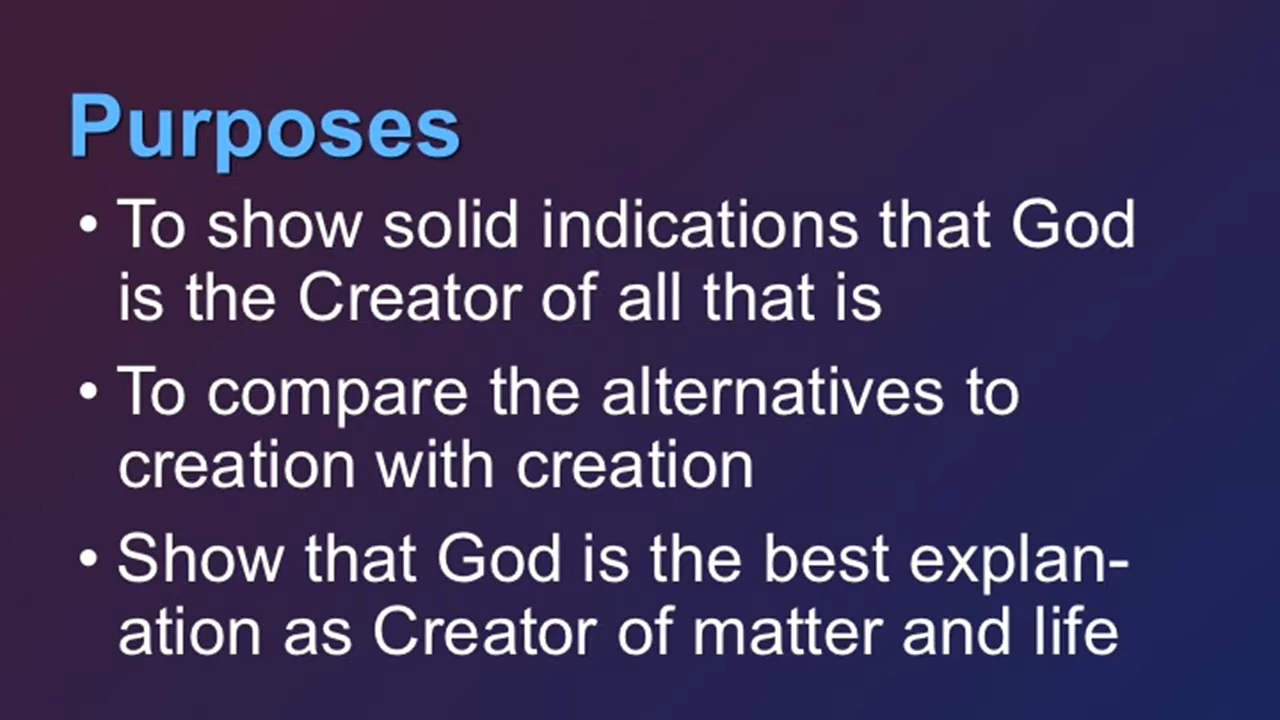 Purposes
• To show solid indications that God
is the Creator of all that is
• To compare the alternatives to
creation with creation
• Show that God is the best explan-
ation as Creator of matter and life